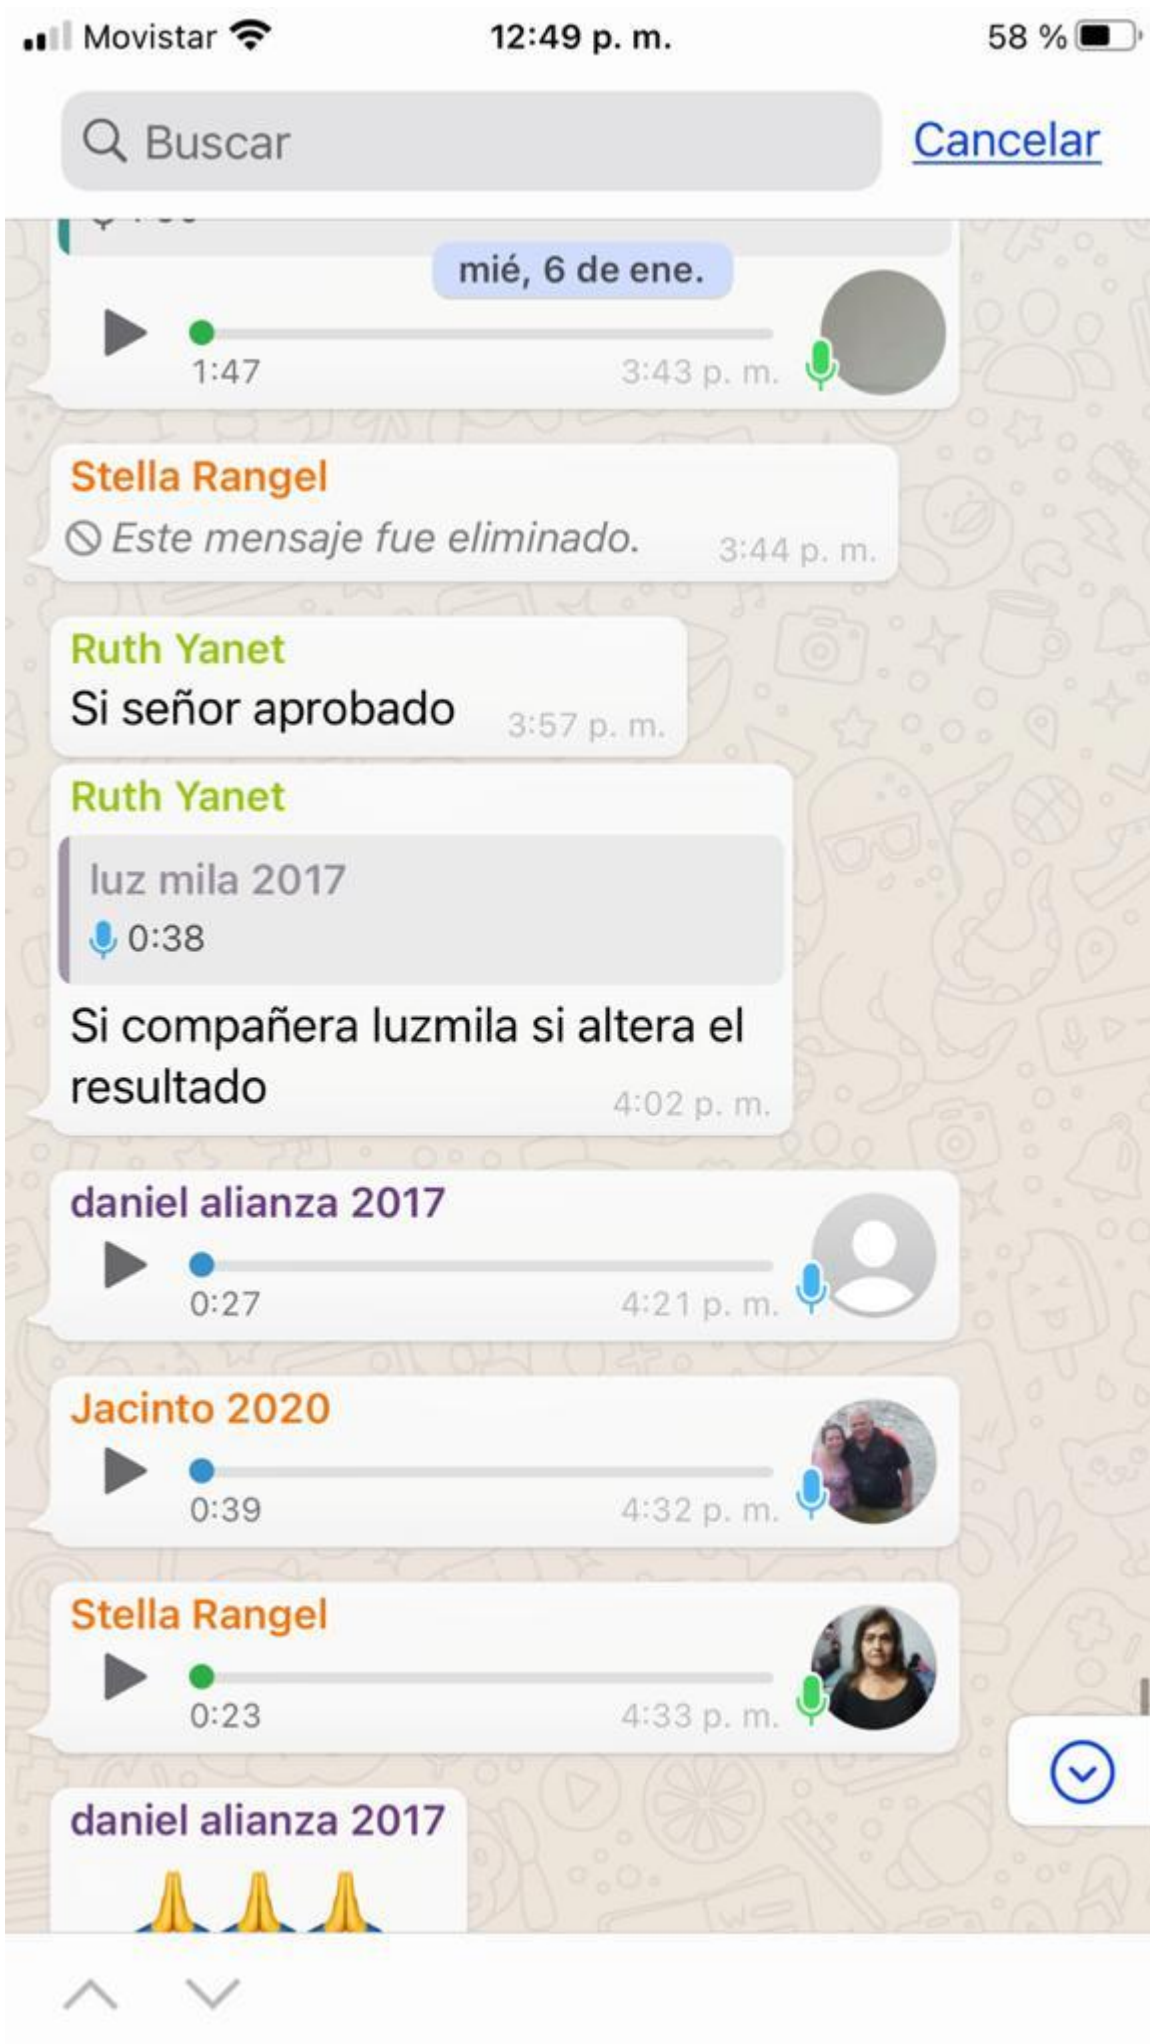 Movistar
12:49 p. m.
58 %
Buscar
Cancelar
mié, 6 de ene.
1:47
3:43 p. m.
Stella Rangel
Este mensaje fue eliminado.
3:44 p. m.
Ruth Yanet
Si señor aprobado
3:57 p. m.
Ruth Yanet
luz mila 2017
0:38
Si compañera luzmila si altera el
resultado
4:02 p. m.
daniel alianza 2017
0:27
4:21 p. m.
Jacinto 2020
0:39
4:32 p. m.
Stella Rangel
0:23
4:33 p. m.
daniel alianza 2017